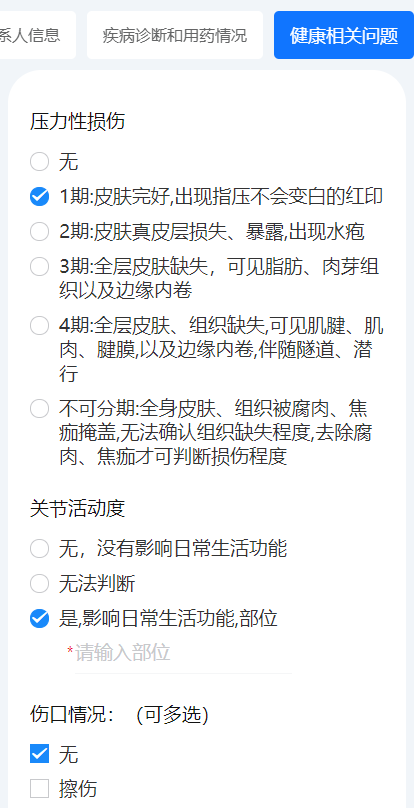 系人信息
疾病诊断和用药情况
健康相关问题
压力性损伤
无
1期:皮肤完好,出现指压不会变白的红印
2期:皮肤真皮层损失、暴露,出现水疱
3期:全层皮肤缺失，可见脂肪、肉芽组
织以及边缘内卷
4期:全层皮肤、组织缺失,可见肌腱、肌
肉、腱膜,以及边缘内卷,伴随隧道、潜
行
不可分期:全身皮肤、组织被腐肉、焦
痂掩盖,无法确认组织缺失程度,去除腐
肉、焦痂才可判断损伤程度
关节活动度
无，没有影响日常生活功能
无法判断
是,影响日常生活功能,部位
*请输入部位
伤口情况：（可多选）
无
擦伤